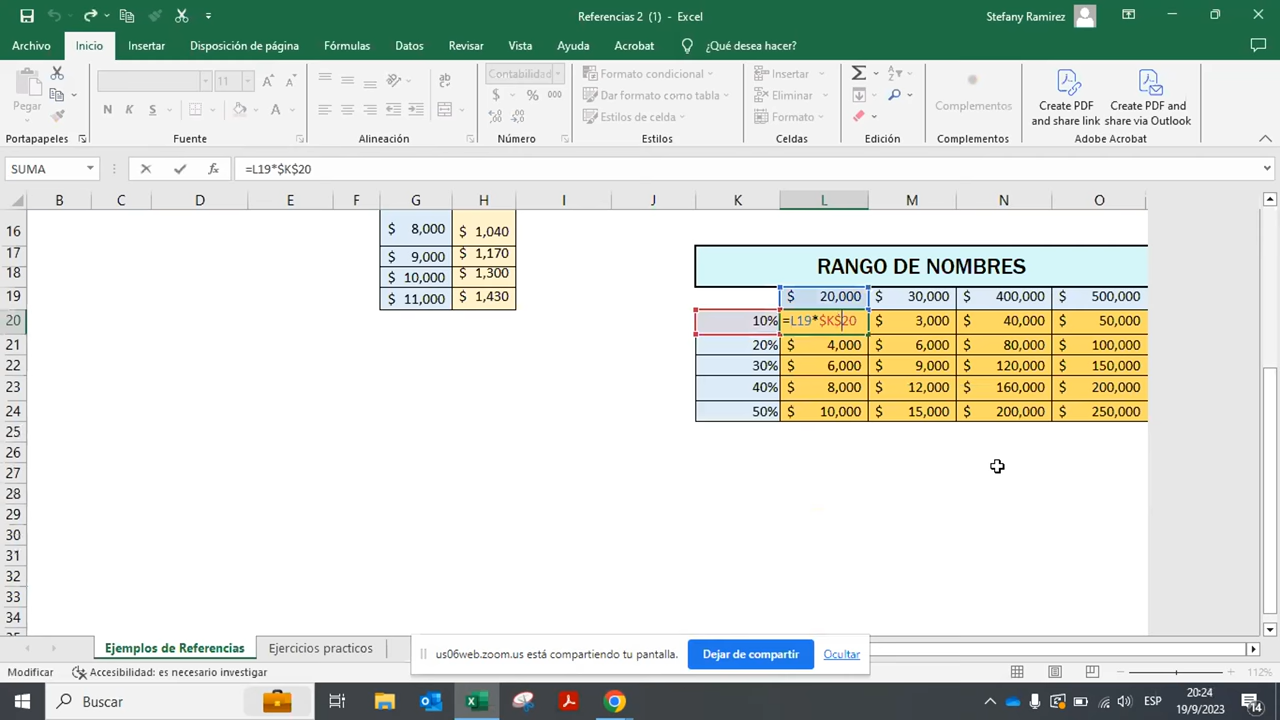 Referencias 2 (1) - Excel
Stefany Ramirez
Archivo Inicio Insertar Disposición de página Fórmulas Datos Revisar Vista Ayuda Acrobat ¿Qué desea hacer?
Pegar
11
N K S
Contabilidad
$ % 000
Formato condicional
Dar formato como tabla
Estilos de celda
Insertar
Eliminar
Formato
Complementos
Create PDF and share link
Create PDF and share via Outlook
Portapapeles Fuente Alineación Número Estilos Celdas Edición Complementos Adobe Acrobat
SUMA =L19*$K$20
B C D E F G H I J K L M N O
16 $ 8,000 $ 1,040
17 $ 9,000 $ 1,170
RANGO DE NOMBRES
18 $ 10,000 $ 1,300
19 $ 11,000 $ 1,430 $ 20,000 $ 30,000 $ 400,000 $ 500,000
20 10% =L19*$K$20 $ 3,000 $ 40,000 $ 50,000
21 20% $ 4,000 $ 6,000 $ 80,000 $ 100,000
22 30% $ 6,000 $ 9,000 $ 120,000 $ 150,000
23 40% $ 8,000 $ 12,000 $ 160,000 $ 200,000
24 50% $ 10,000 $ 15,000 $ 200,000 $ 250,000
25
26
27
28
29
30
31
32
33
34
Ejemplos de Referencias Ejercicios practicos
us06web.zoom.us está compartiendo tu pantalla. Dejar de compartir Ocultar
Modificar Accesibilidad: es necesario investigar 112%
Buscar
ESP
20:24
19/9/2023
14